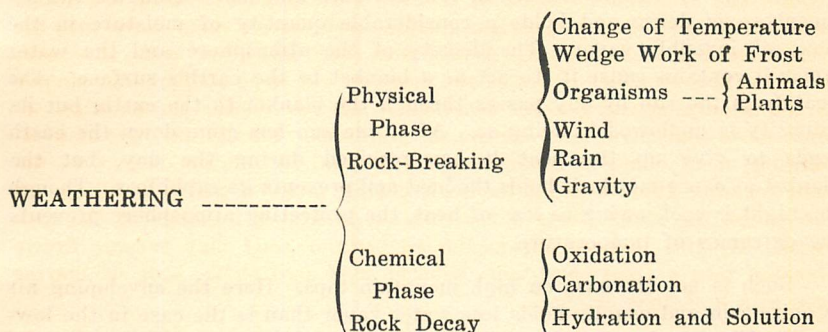 Change of Temperature
Wedge Work of Frost
Organisms --- Animals
Plants
Physical
Phase
Rock-Breaking
Wind
Rain
Gravity
WEATHERING ----------
Chemical
Phase
Rock Decay
Oxidation
Carbonation
Hydration and Solution